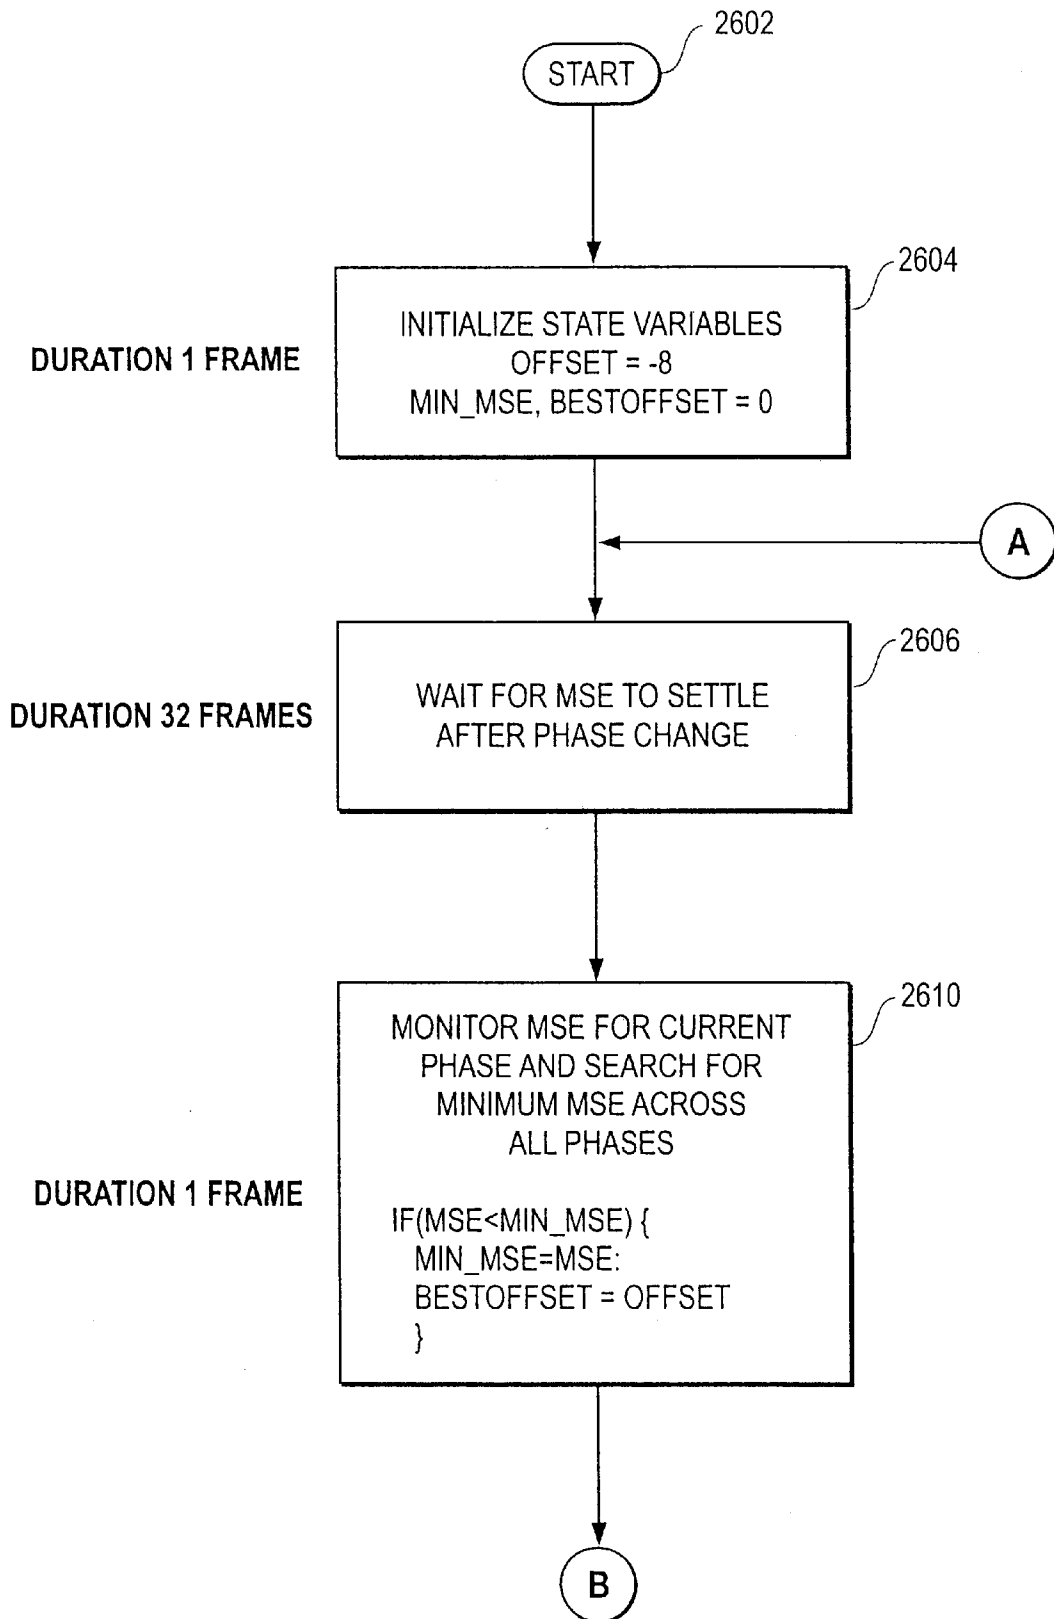 2602
START
2604
INITIALIZE STATE VARIABLES
OFFSET = -8
MIN_MSE, BESTOFFSET = 0
DURATION 1 FRAME
A
2606
WAIT FOR MSE TO SETTLE
AFTER PHASE CHANGE
DURATION 32 FRAMES
2610
MONITOR MSE FOR CURRENT
PHASE AND SEARCH FOR
MINIMUM MSE ACROSS
ALL PHASES
DURATION 1 FRAME
IF(MSE<MIN_MSE) {
MIN_MSE=MSE:
BESTOFFSET = OFFSET
}
B